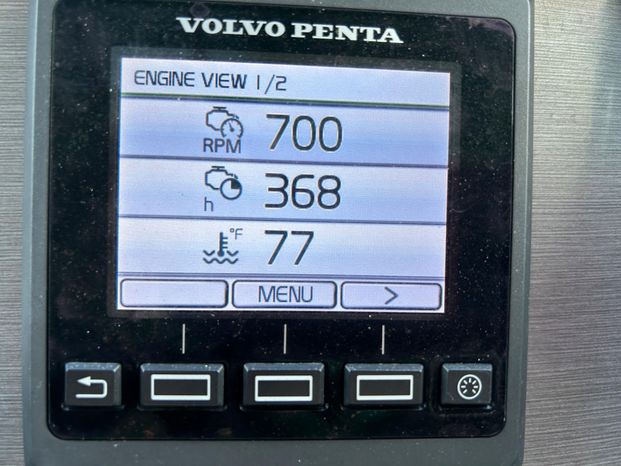 VOLVO PENTA
ENGINE VIEW 1/2
RPM 700
h 368
°F 77
MENU >